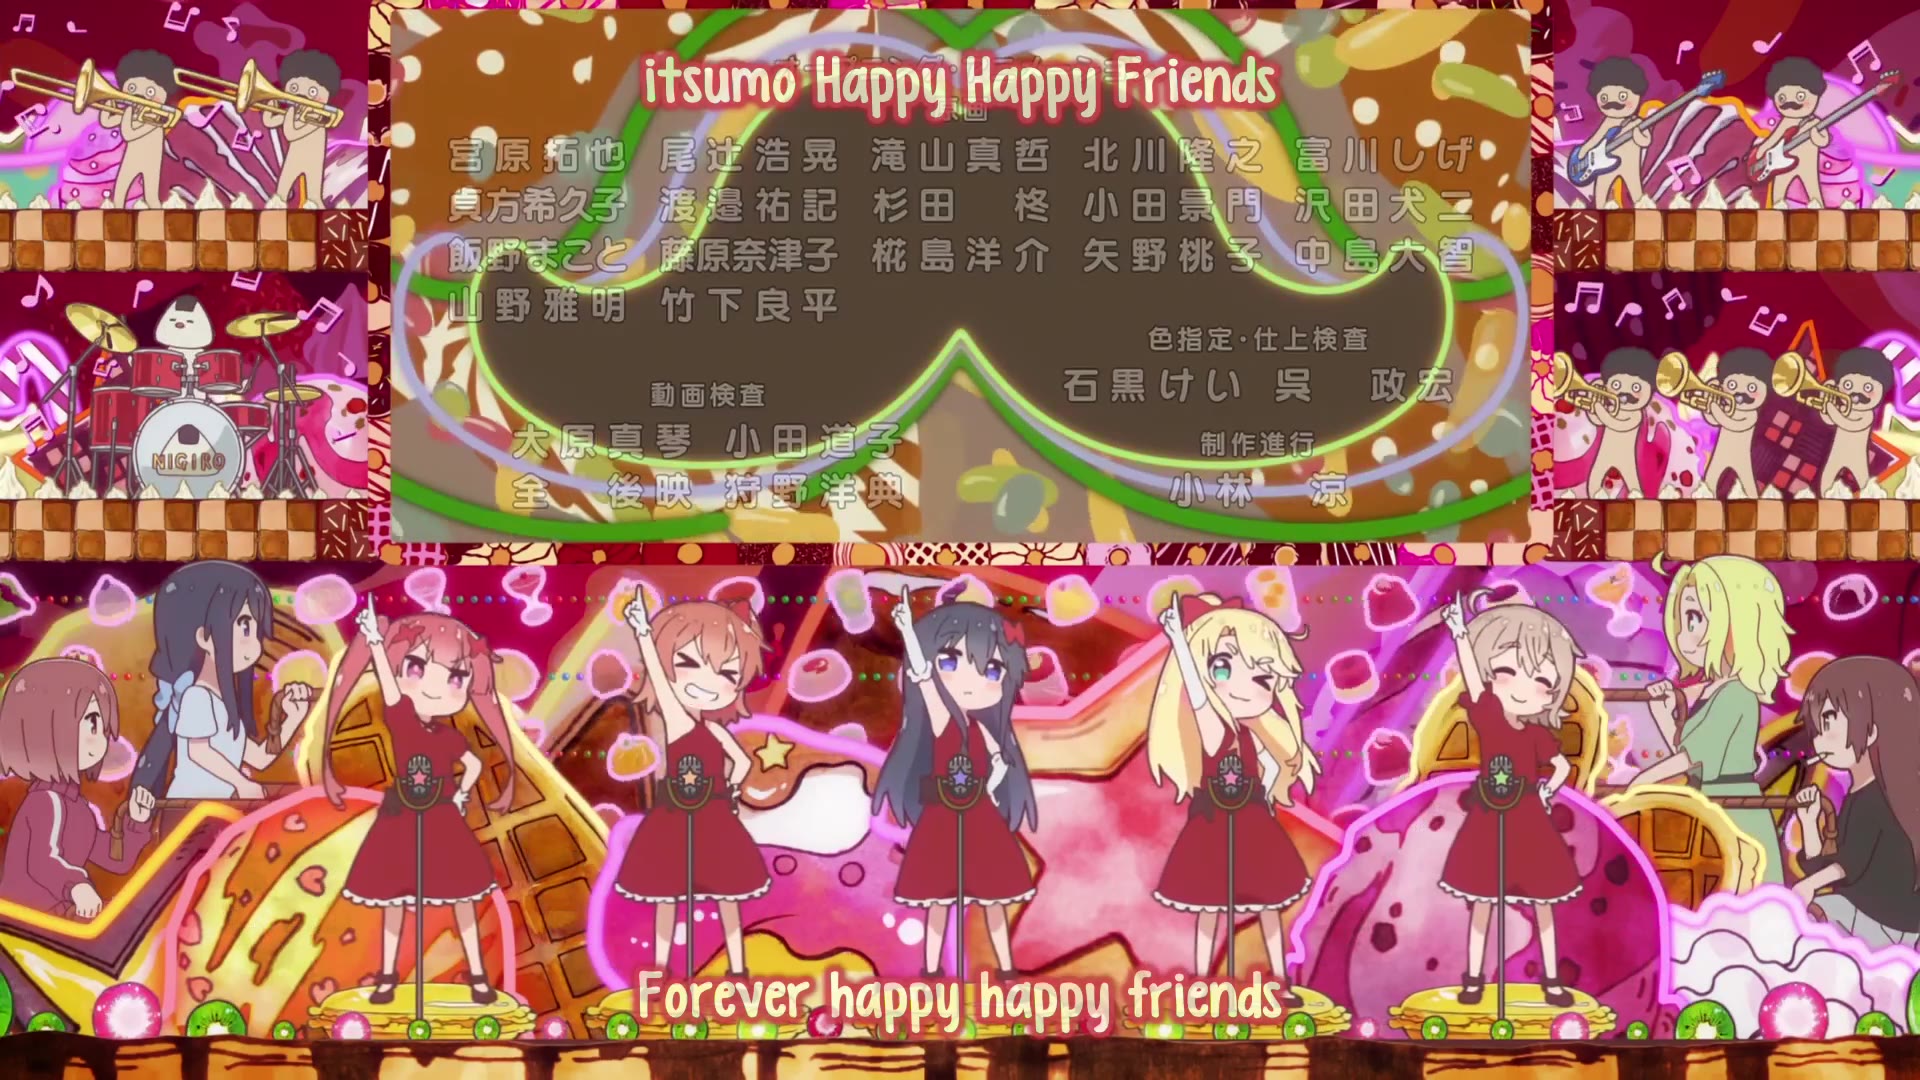 itsumo Happy Happy Friends
原画
宮原拓也 尾辻浩晃 滝山真哲 北川隆之 富川しげ
貞方希久子 渡邉祐記 杉田 柊 小田景門 沢田犬二
飯野まこと 藤原奈津子 椛島洋介 矢野桃子 中島大智
山野雅明 竹下良平
色指定・仕上検査
石黒けい 呉 政宏
動画検査
大原真琴 小田道子
全 後映 狩野洋典
制作進行
小林 涼
NIGIRO
Forever happy happy friends